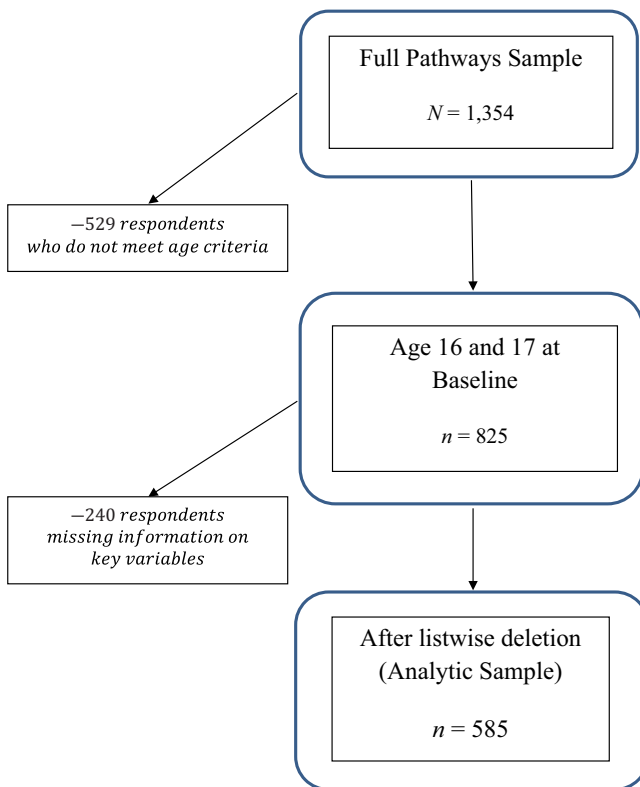 Full Pathways Sample
N = 1,354
−529 respondents
who do not meet age criteria
Age 16 and 17 at
Baseline
n = 825
−240 respondents
missing information on
key variables
After listwise deletion
(Analytic Sample)
n = 585